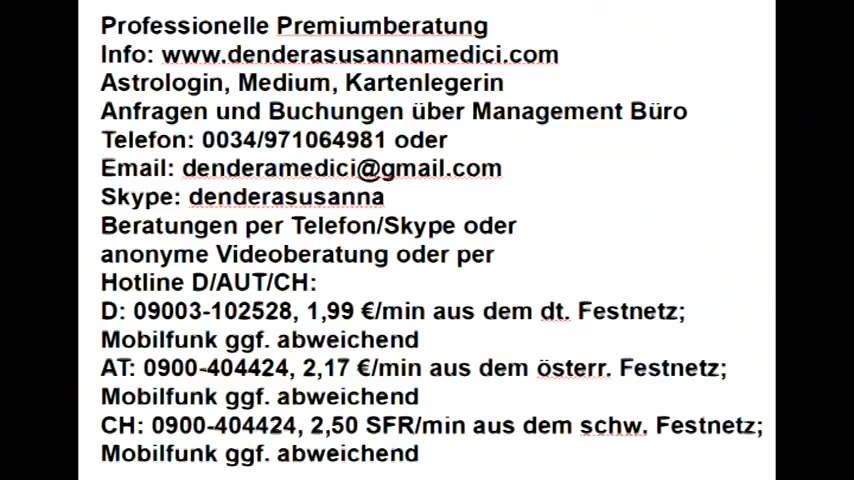 Professionelle Premiumberatung
Info: www.denderasusannamedici.com
Astrologin, Medium, Kartenlegerin
Anfragen und Buchungen über Management Büro
Telefon: 0034/971064981 oder
Email: denderamedici@gmail.com
Skype: denderasusanna
Beratungen per Telefon/Skype oder
anonyme Videoberatung oder per
Hotline D/AUT/CH:
D: 09003-102528, 1,99 €/min aus dem dt. Festnetz;
Mobilfunk ggf. abweichend
AT: 0900-404424, 2,17 €/min aus dem österr. Festnetz;
Mobilfunk ggf. abweichend
CH: 0900-404424, 2,50 SFR/min aus dem schw. Festnetz;
Mobilfunk ggf. abweichend